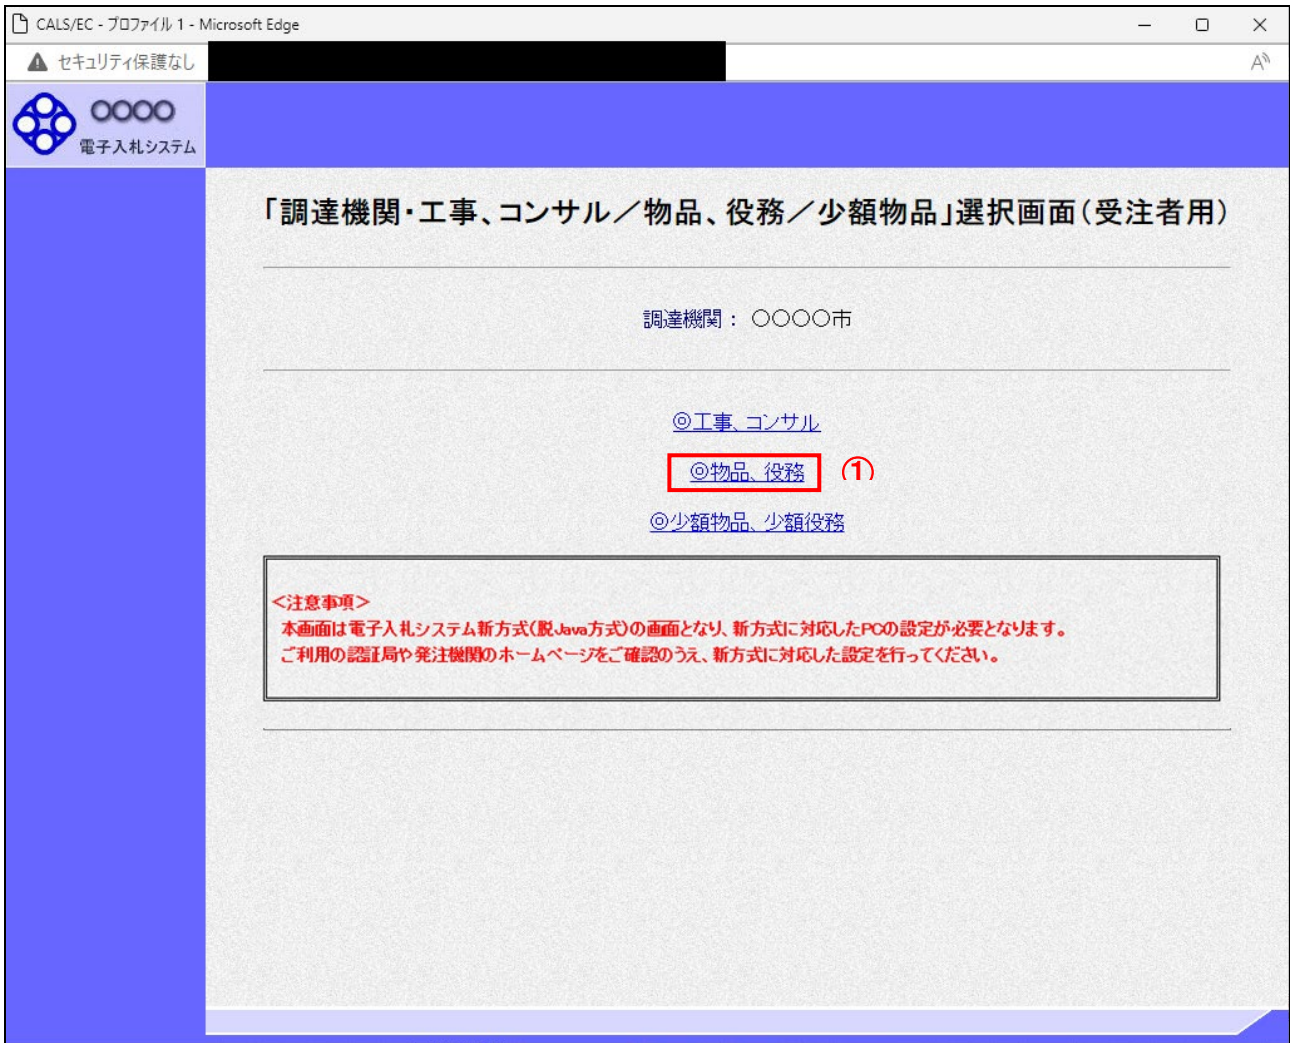 CALS/EC - プロファイル 1 - Microsoft Edge
セキュリティ保護なし
〇〇〇〇
電子入札システム
「調達機関・工事、コンサル／物品、役務／少額物品」選択画面（受注者用）
調達機関： 〇〇〇〇市
◎工事、コンサル
◎物品、役務 ①
◎少額物品、少額役務
＜注意事項＞
本画面は電子入札システム新方式（脱Java方式）の画面となり、新方式に対応したPCの設定が必要となります。
ご利用の認証局や発注機関のホームページをご確認のうえ、新方式に対応した設定を行ってください。